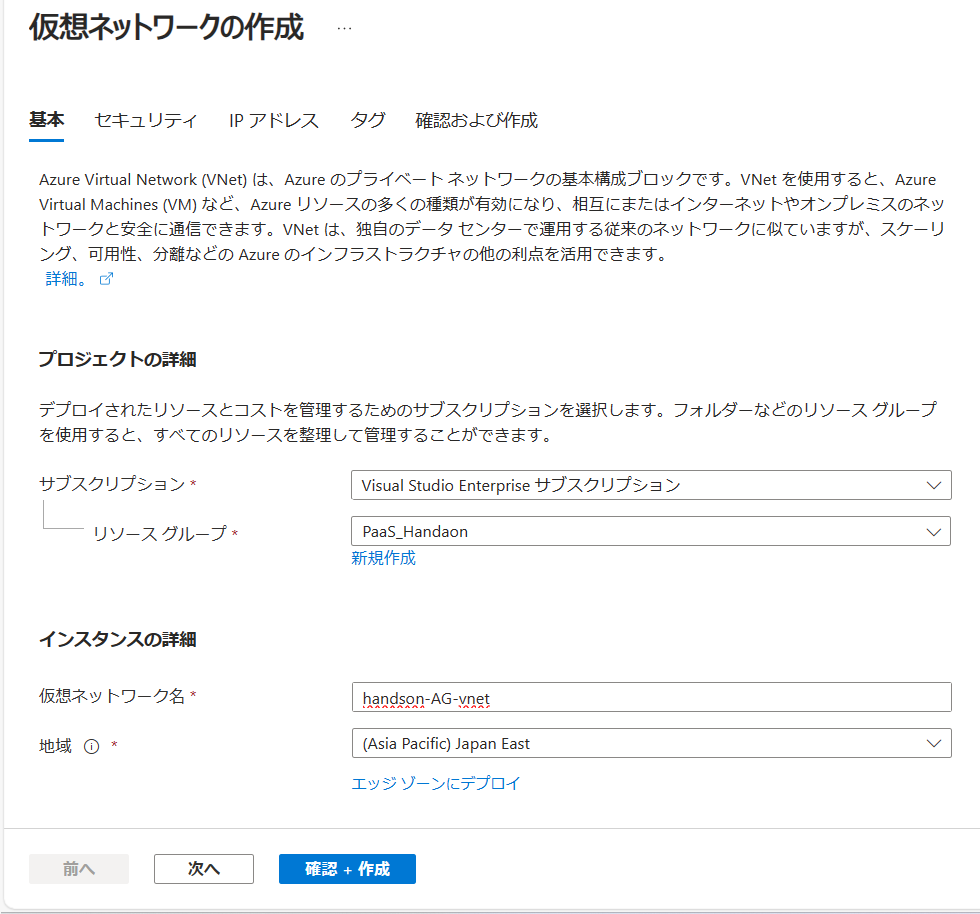 仮想ネットワークの作成 …
基本 セキュリティ IP アドレス タグ 確認および作成
Azure Virtual Network (VNet) は、Azure のプライベート ネットワークの基本構成ブロックです。VNet を使用すると、Azure
Virtual Machines (VM) など、Azure リソースの多くの種類が有効になり、相互にまたはインターネットやオンプレミスのネッ
トワークと安全に通信できます。VNet は、独自のデータ センターで運用する従来のネットワークに似ていますが、スケーリ
ング、可用性、分離などの Azure のインフラストラクチャの他の利点を活用できます。
詳細。
プロジェクトの詳細
デプロイされたリソースとコストを管理するためのサブスクリプションを選択します。フォルダーなどのリソース グループ
を使用すると、すべてのリソースを整理して管理することができます。
サブスクリプション * Visual Studio Enterprise サブスクリプション
リソース グループ * PaaS_Handaon
新規作成
インスタンスの詳細
仮想ネットワーク名 * handson-AG-vnet
地域 * (Asia Pacific) Japan East
エッジ ゾーンにデプロイ
前へ 次へ 確認 + 作成